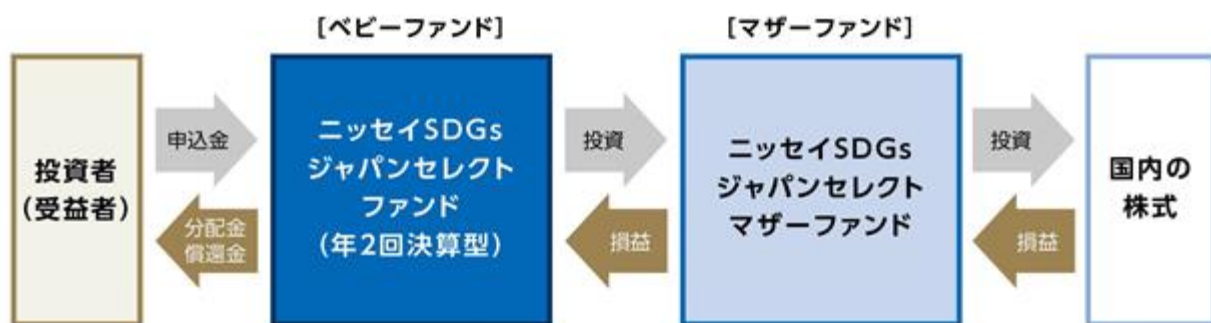 [ベビーファンド]
[マザーファンド]
投資者
(受益者)
申込金
分配金
償還金
ニッセイSDGs
ジャパンセレクト
ファンド
(年2回決算型)
投資
損益
ニッセイSDGs
ジャパンセレクト
マザーファンド
投資
損益
国内の
株式